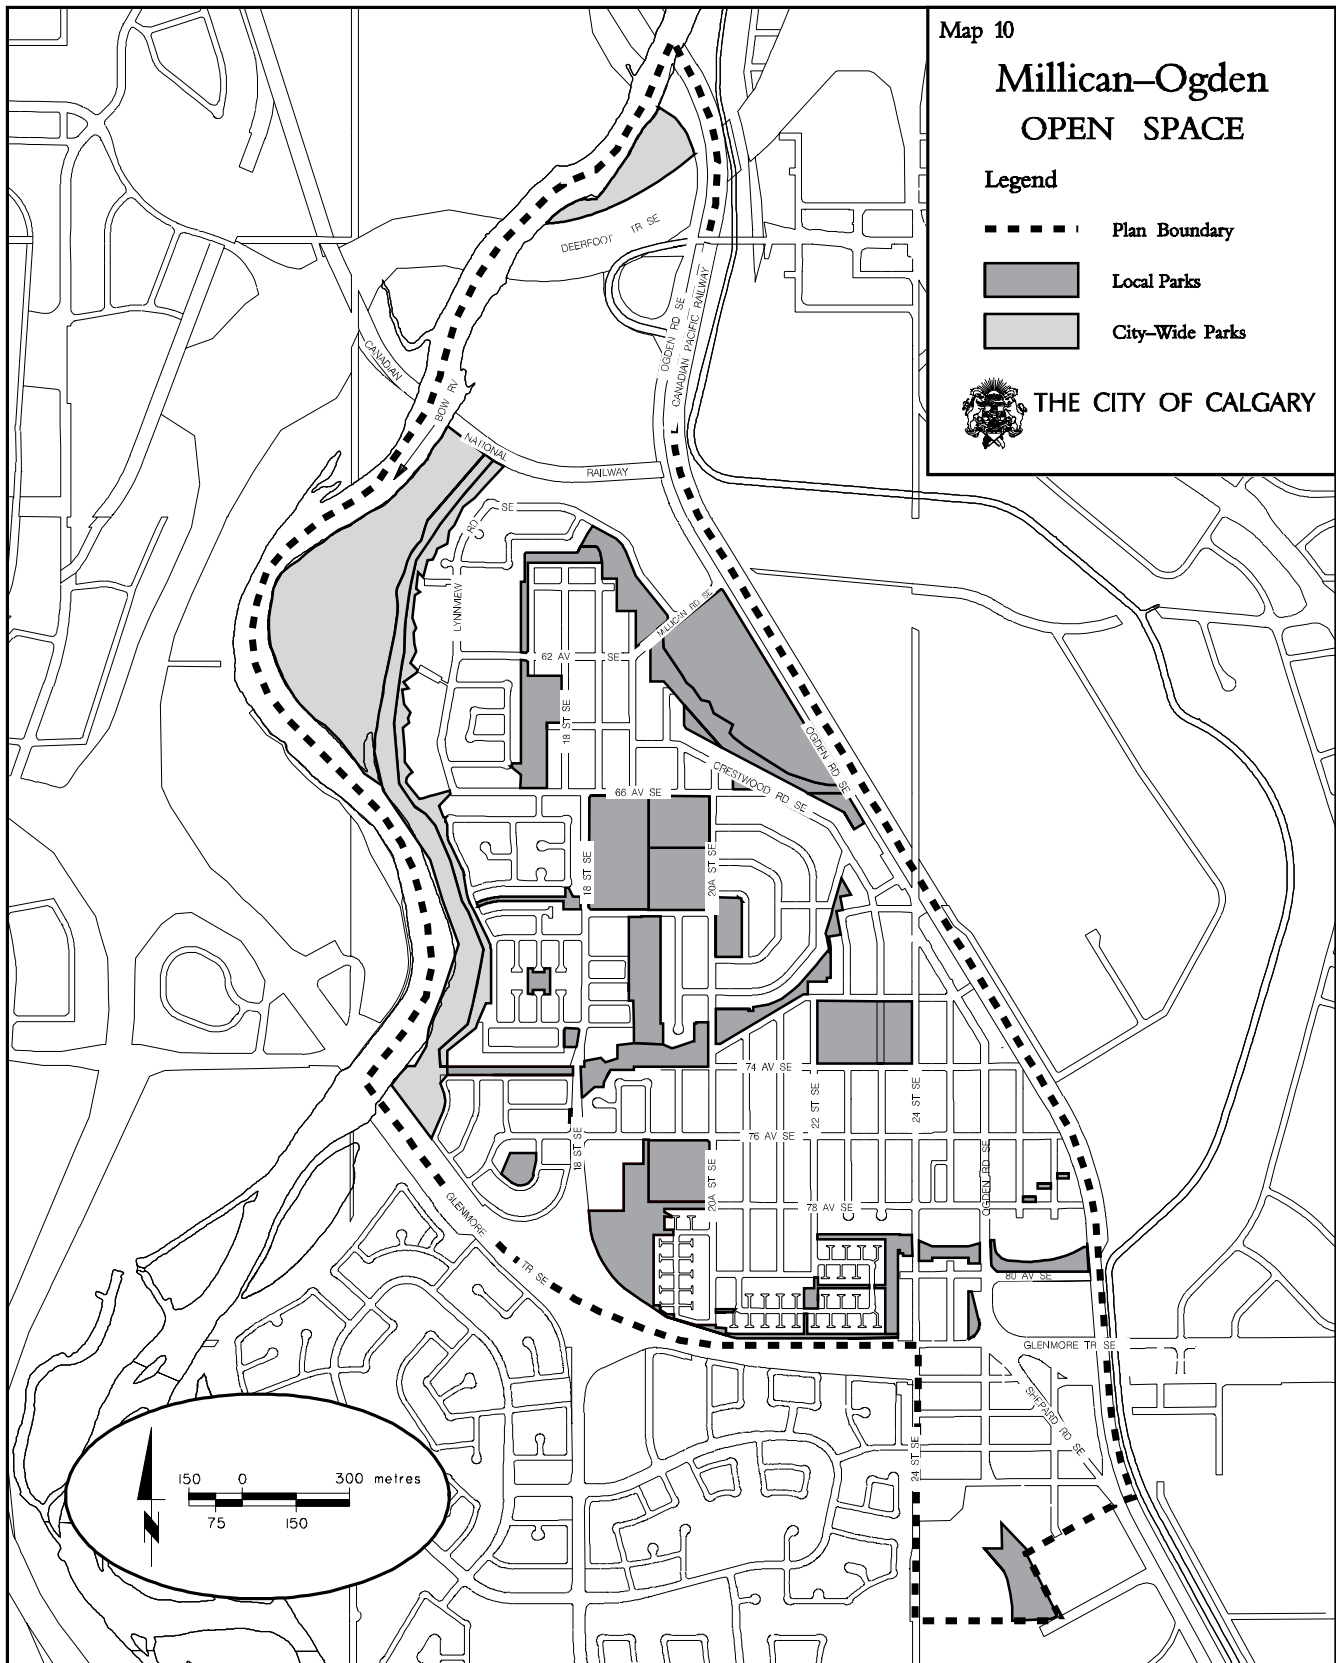 Map 10
Millican–Ogden
OPEN SPACE
Legend
Plan Boundary
Local Parks
City–Wide Parks
THE CITY OF CALGARY
DEERFOOT TR SE
OGDEN RD SE
CANADIAN PACIFIC RAILWAY
CANADIAN
NATIONAL
RAILWAY
BOW RV
LYNNVIEW
RD
SE
MILLICAN RD SE
62 AV
SE
18 ST SE
OGDEN RD SE
CRESTWOOD RD SE
66 AV SE
18 ST SE
20A ST SE
74 AV SE
22 ST SE
24 ST SE
76 AV SE
18 ST SE
20A ST SE
OGDEN RD SE
78 AV SE
GLENMORE
TR SE
80 AV SE
GLENMORE TR SE
SHEPARD RD SE
24 ST SE
150 0 300 metres
75 150